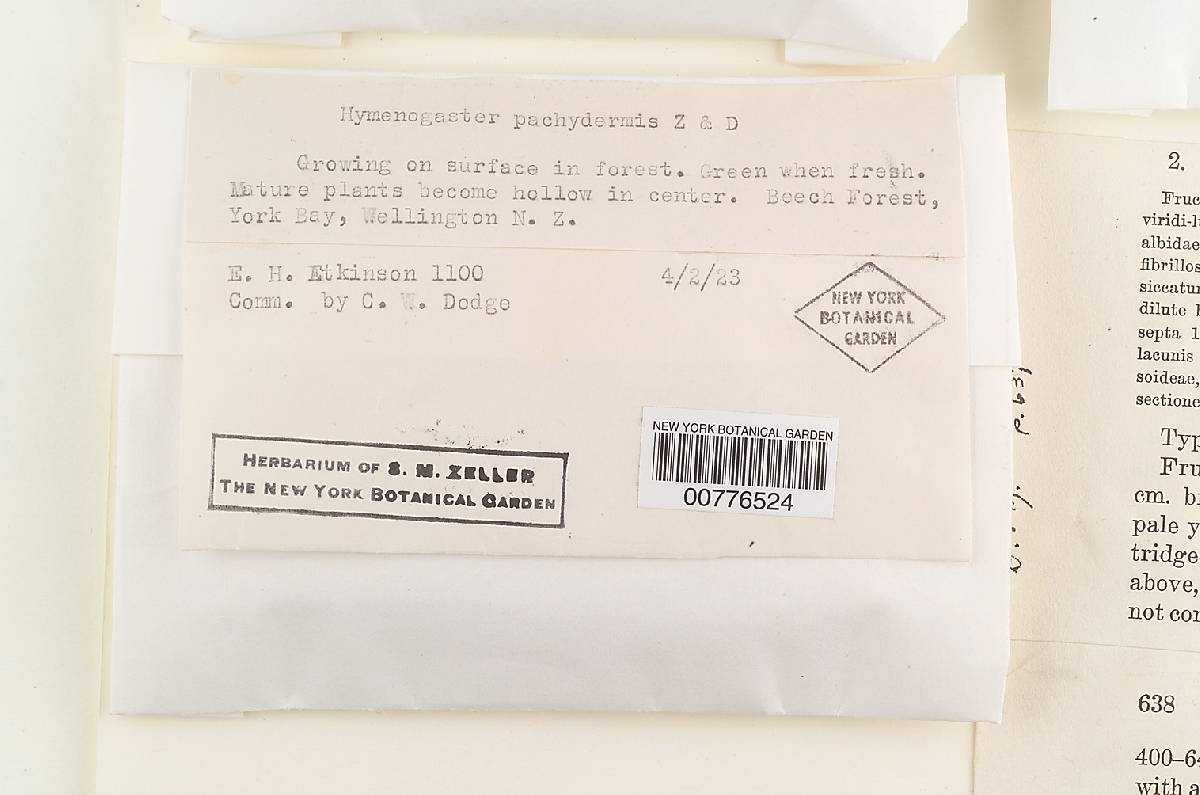 Hymenogaster pachydermis Z & D
Growing on surface in forest. Green when fresh.
Mature plants become hollow in center. Beech Forest,
York Bay, Wellington N. Z.
E. H. Etkinson 1100 4/2/23
Comm. by C. W. Dodge
NEW YORK
BOTANICAL
GARDEN
HERBARIUM OF S. M. ZELLER
THE NEW YORK BOTANICAL GARDEN
NEW YORK BOTANICAL GARDEN
00776524
2.
Fruc
viridi-l
albidae
fibrillos
siccatu
dilute
septa 1
lacunis
soideae,
sectione
Typ
Fru
cm. b
pale y
tridge
above,
not co
638
400–6
with a